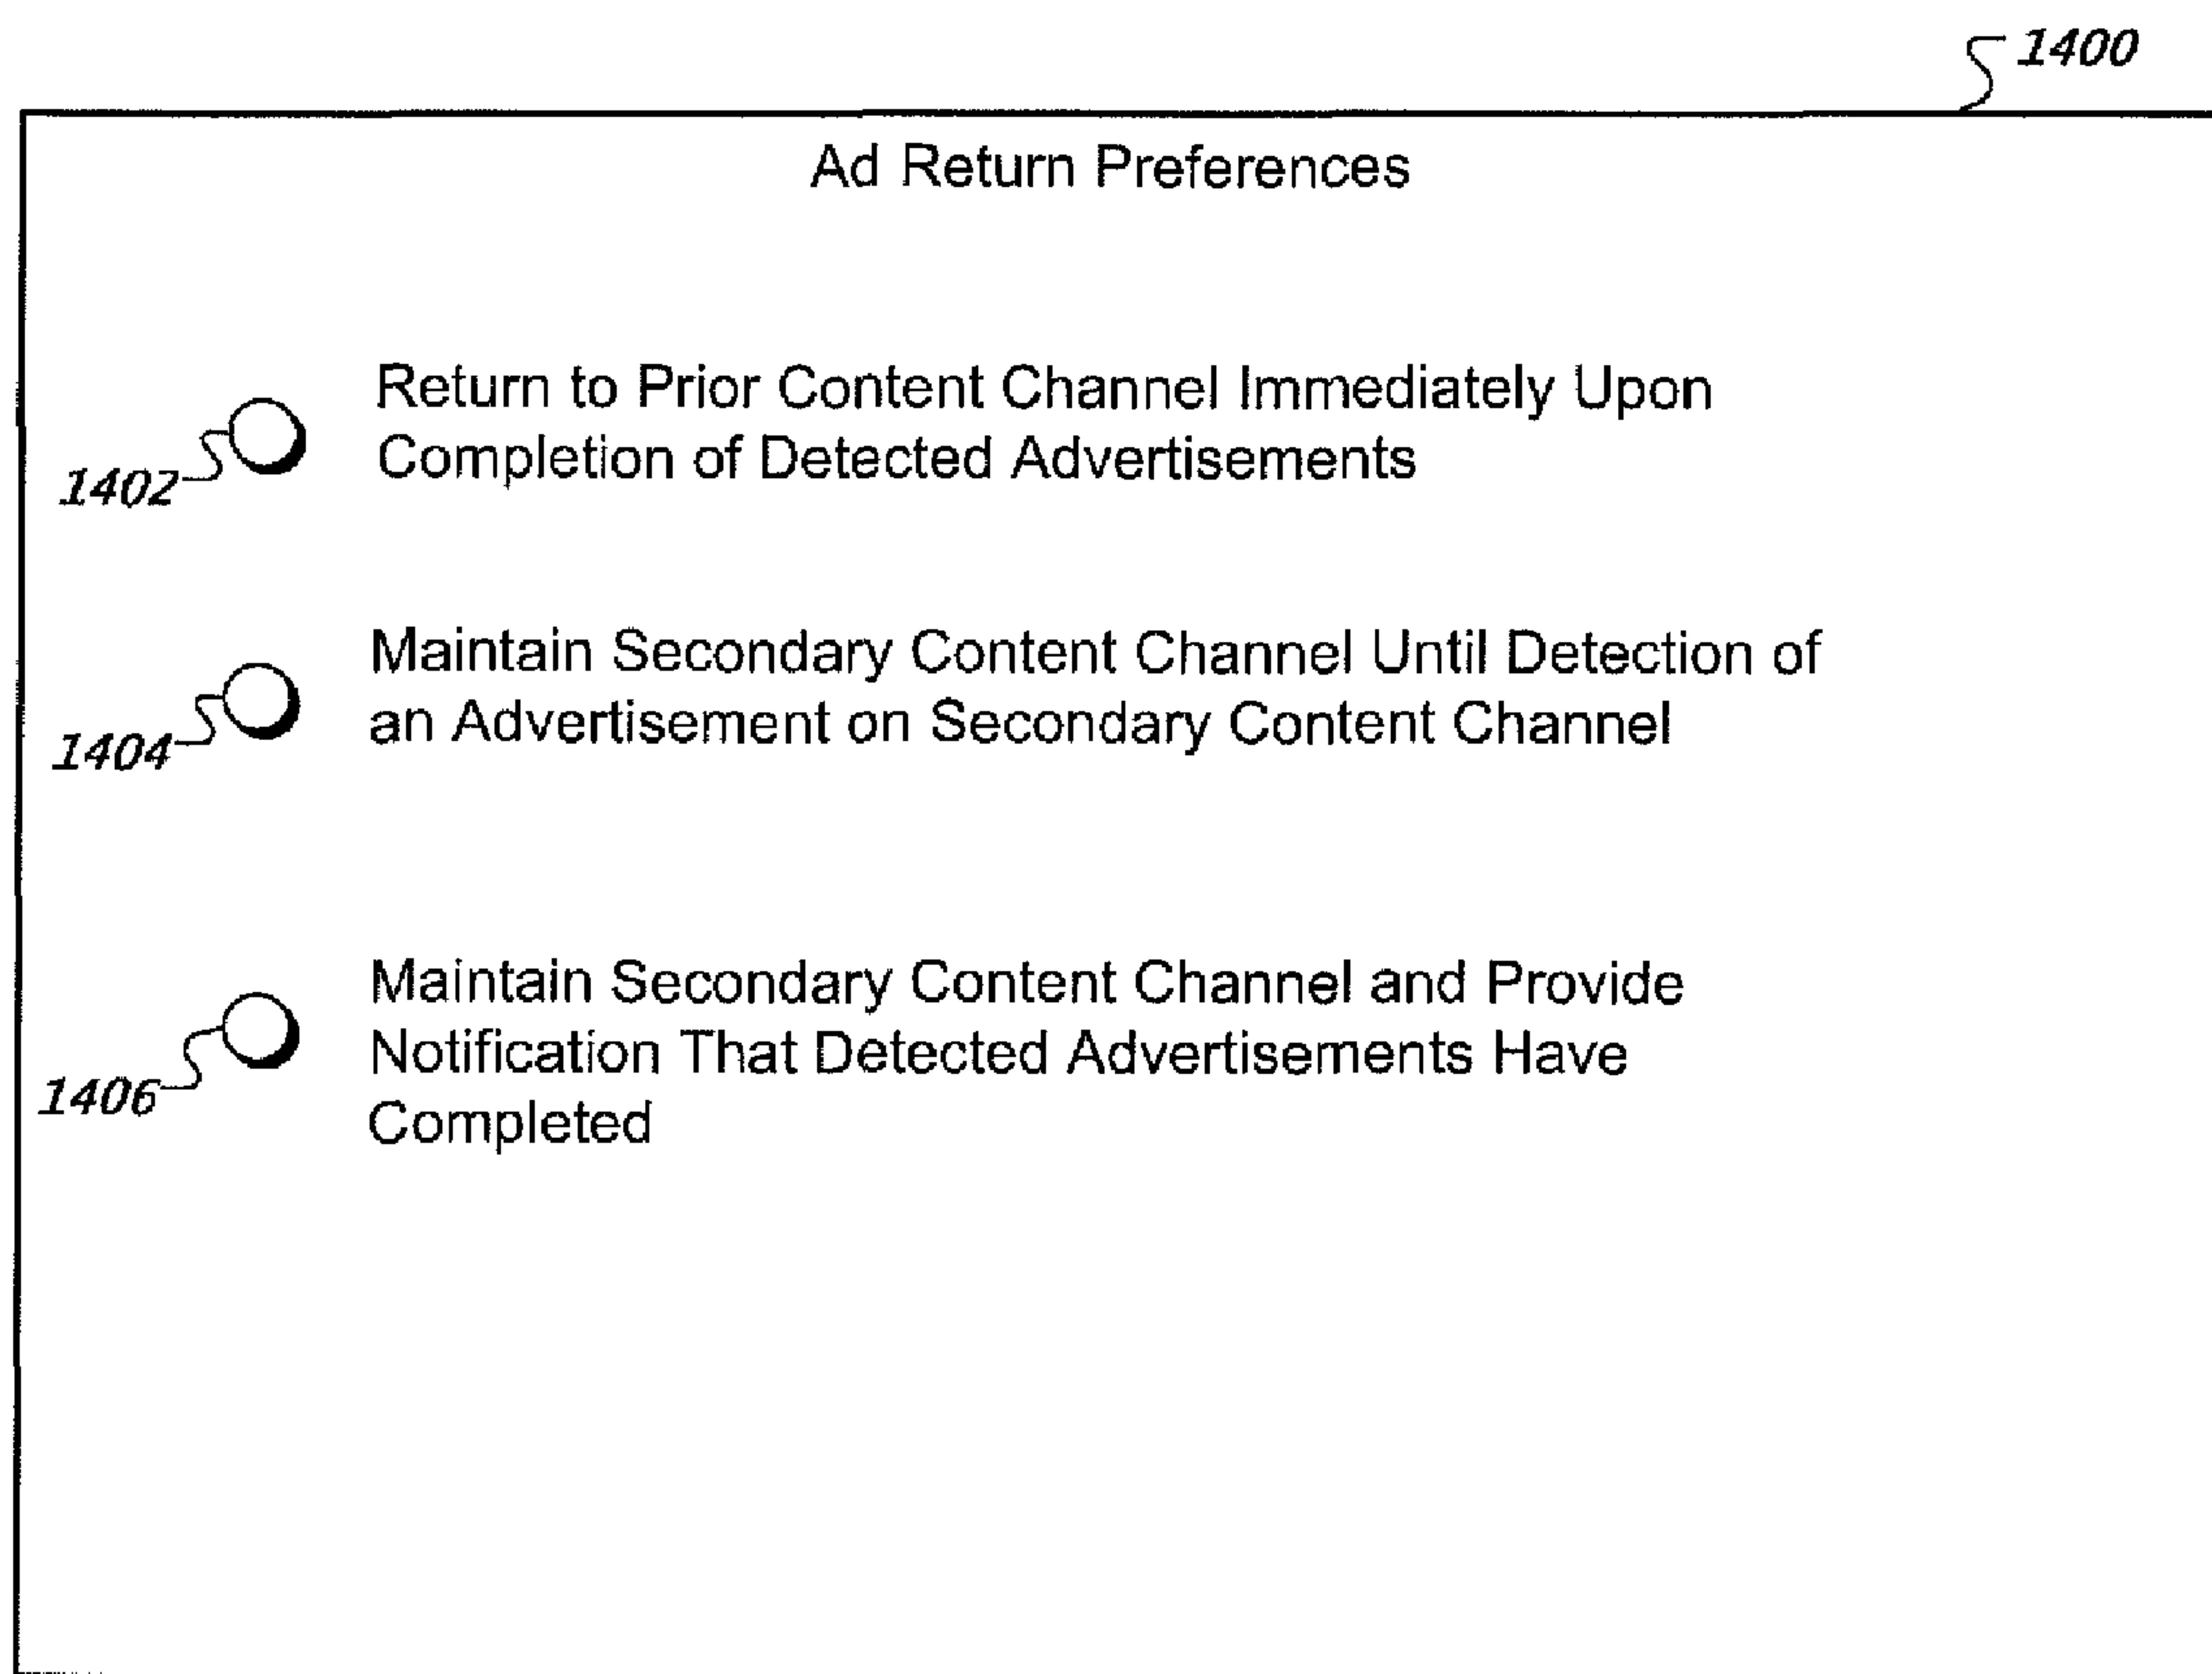 1400
Ad Return Preferences
Return to Prior Content Channel Immediately Upon
Completion of Detected Advertisements
1402
Maintain Secondary Content Channel Until Detection of
an Advertisement on Secondary Content Channel
1404
Maintain Secondary Content Channel and Provide
Notification That Detected Advertisements Have
Completed
1406